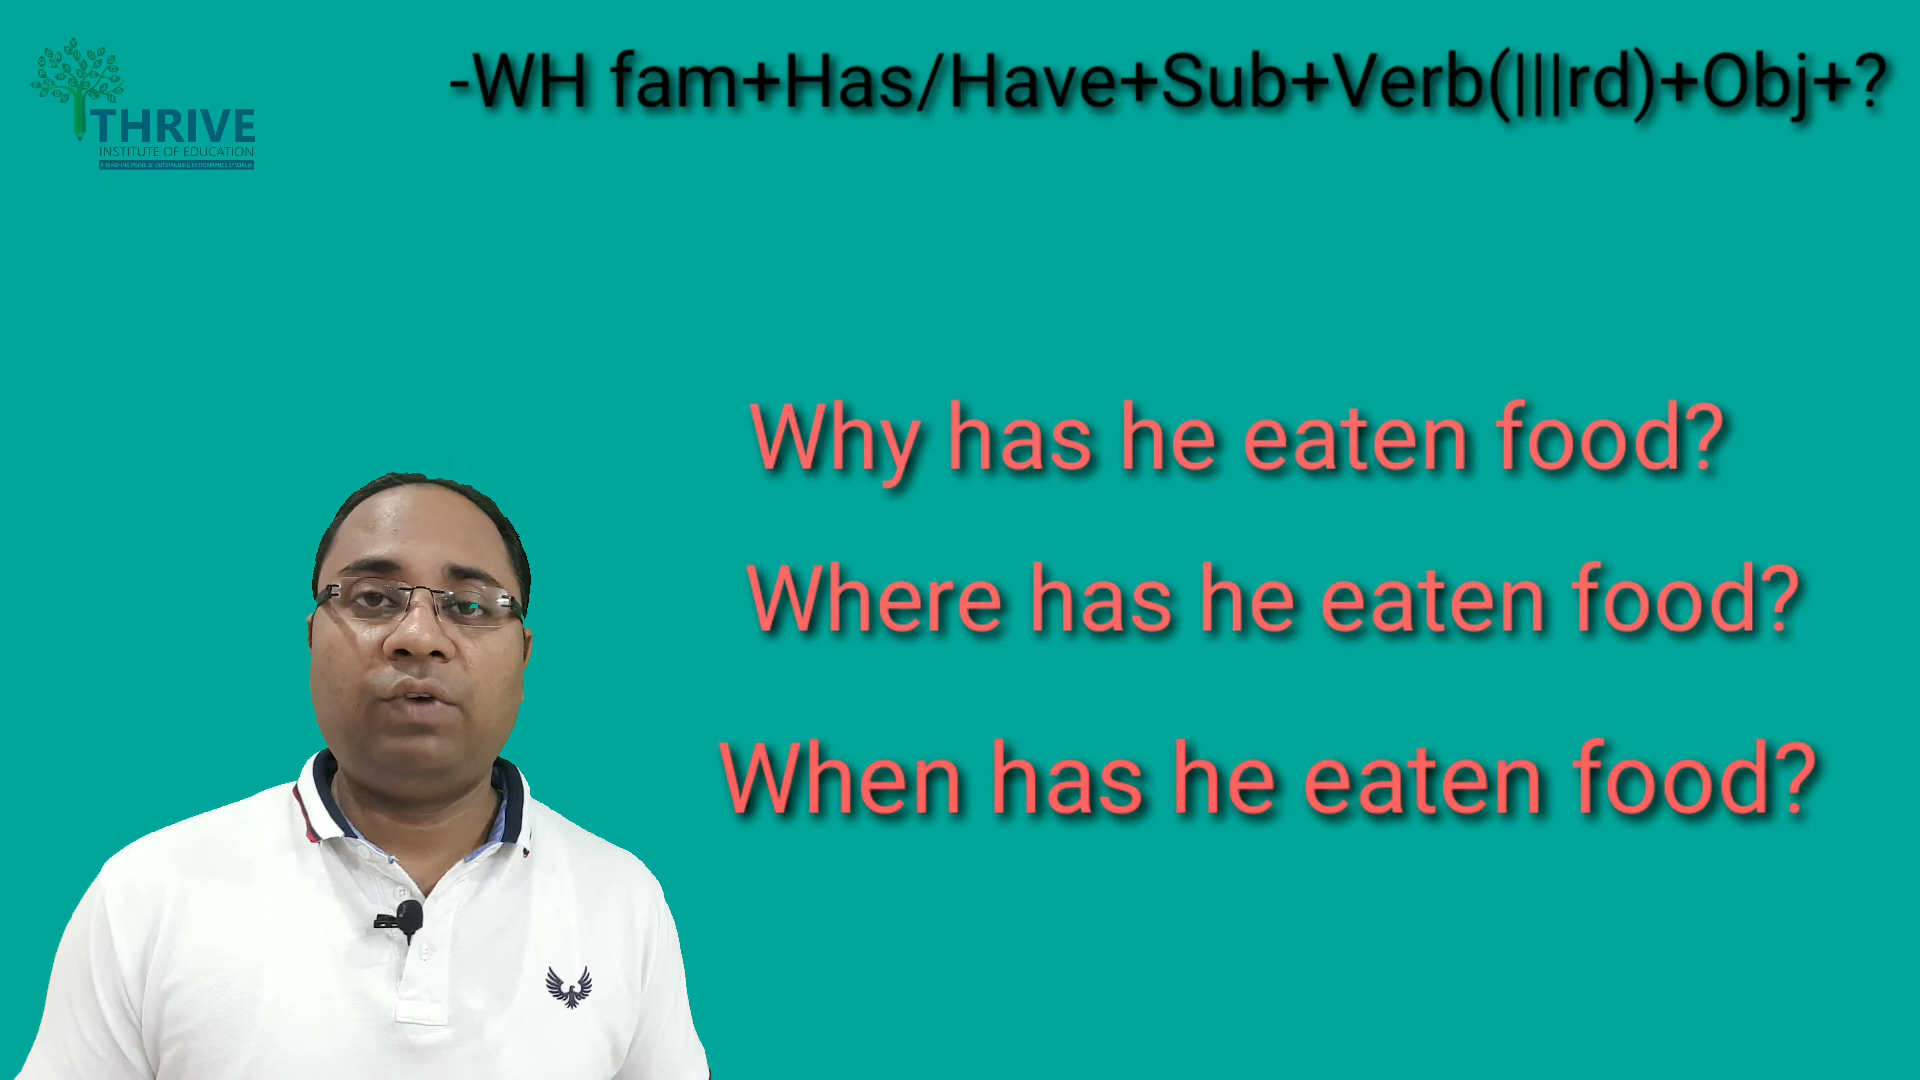 -WH fam+Has/Have+Sub+Verb(|||rd)+Obj+?
THRIVE
INSTITUTE OF EDUCATION
Why has he eaten food?
Where has he eaten food?
When has he eaten food?